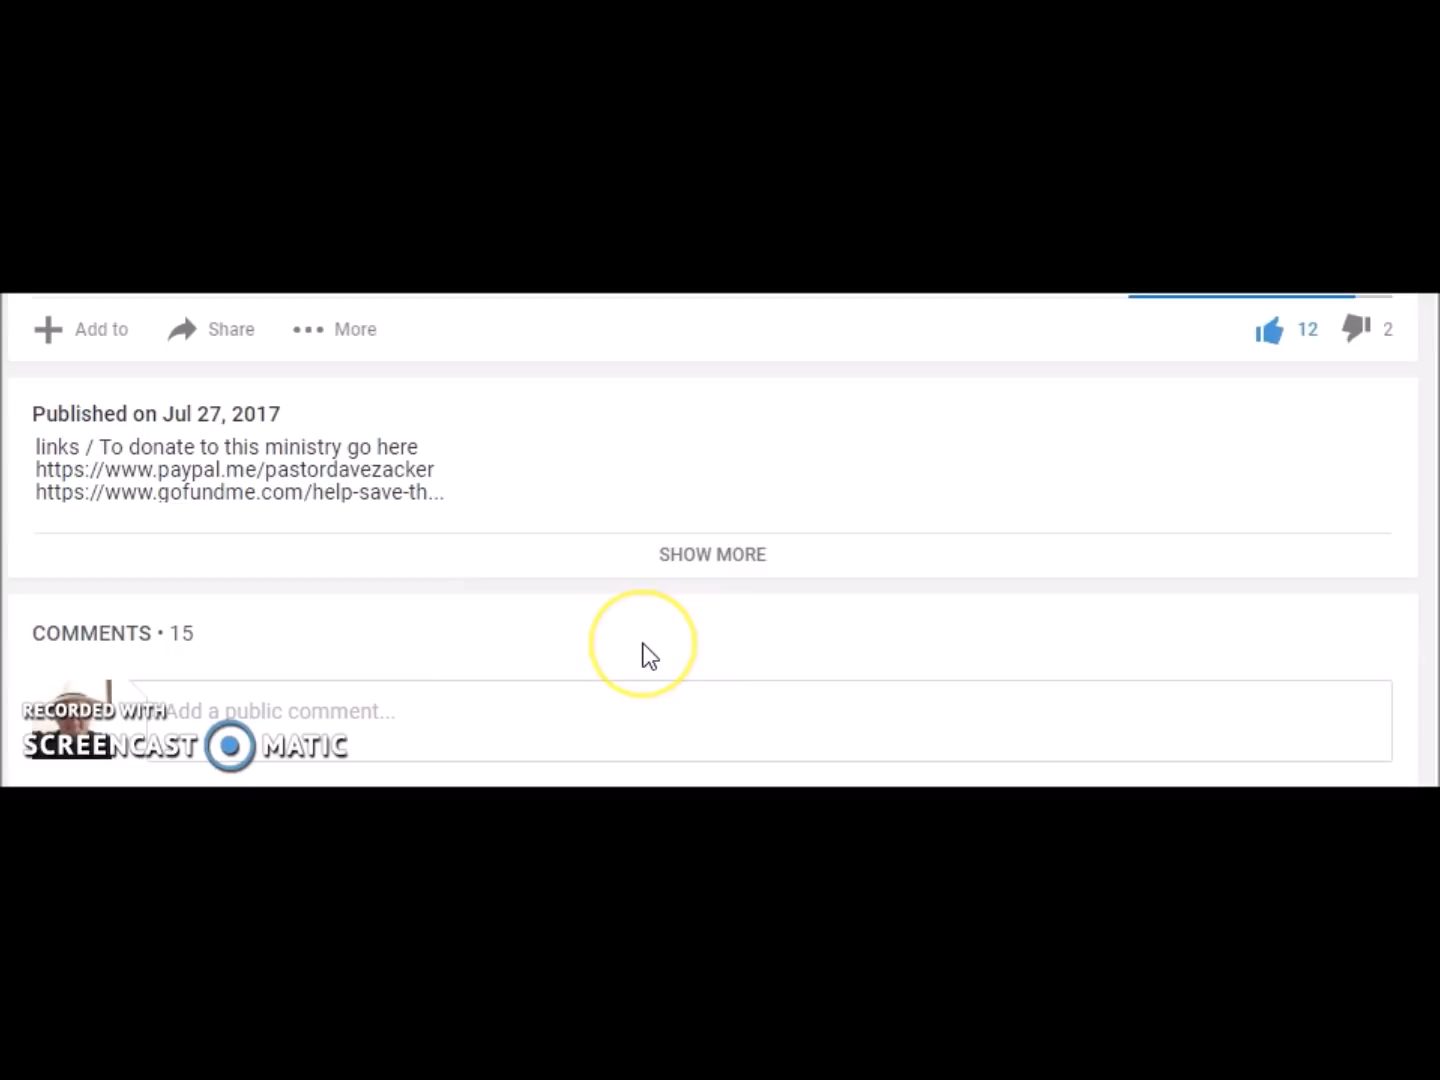 Add to Share More 12 2
Published on Jul 27, 2017
links / To donate to this ministry go here
https://www.paypal.me/pastordavezacker
https://www.gofundme.com/help-save-th...
SHOW MORE
COMMENTS • 15
Add a public comment...
RECORDED WITH
SCREENCAST MATIC